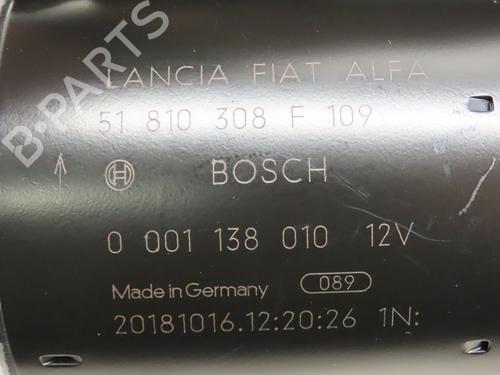 LANCIA FIAT ALFA
51 810 308 F 109
BOSCH
0 001 138 010 12V
Made in Germany 089
20181016.12:20:26 1N:
B-PARTS